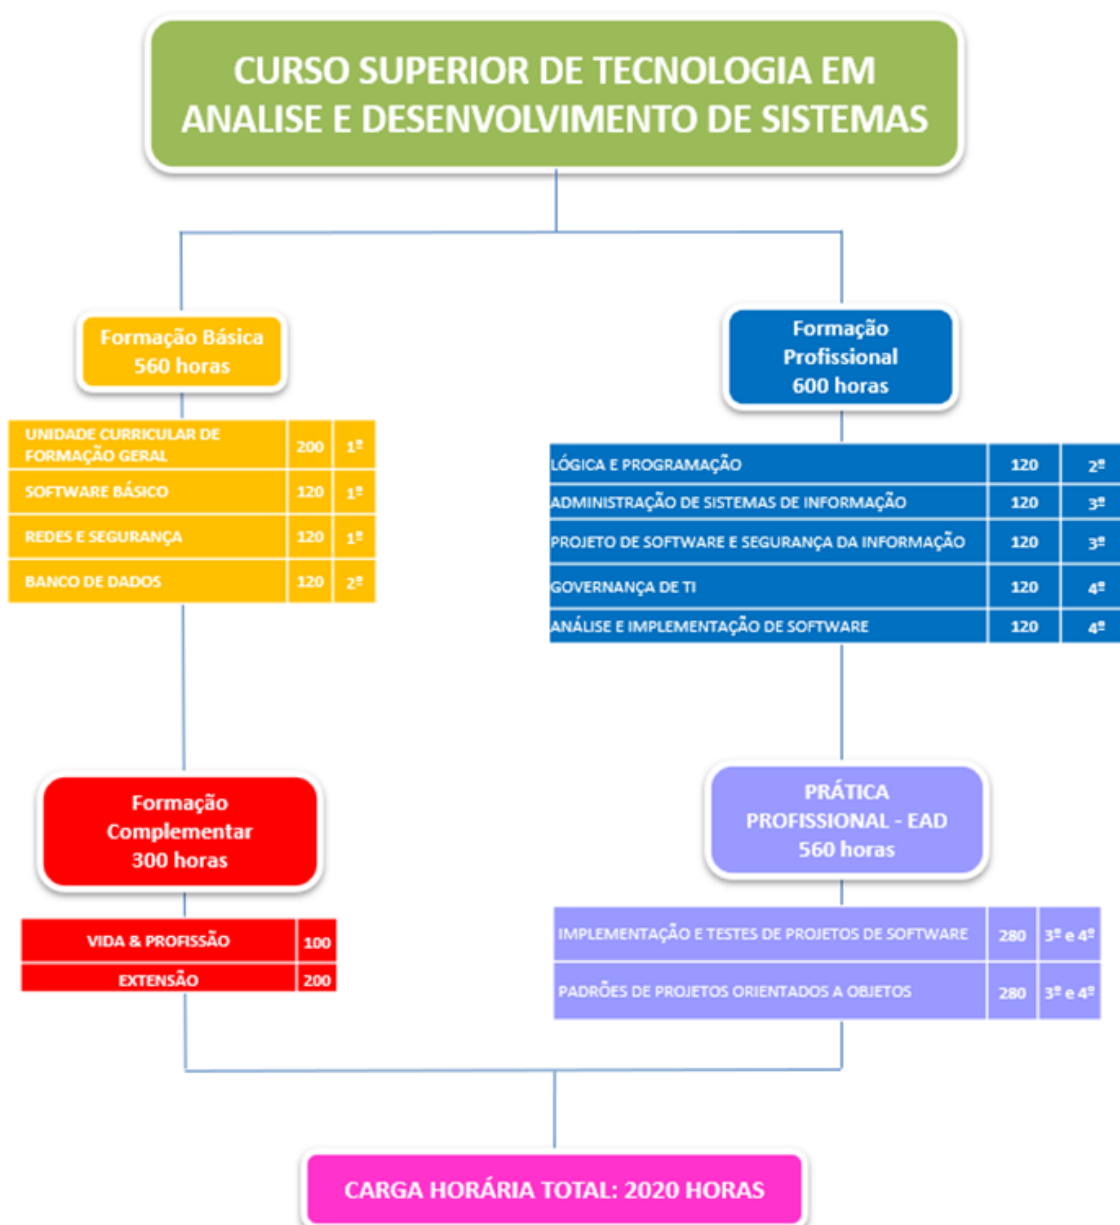 CURSO SUPERIOR DE TECNOLOGIA EM
ANALISE E DESENVOLVIMENTO DE SISTEMAS
Formação Básica
560 horas
UNIDADE CURRICULAR DE
FORMAÇÃO GERAL 200 1º
SOFTWARE BÁSICO 120 1º
REDES E SEGURANÇA 120 1º
BANCO DE DADOS 120 2º
Formação
Profissional
600 horas
LÓGICA E PROGRAMAÇÃO 120 2º
ADMINISTRAÇÃO DE SISTEMAS DE INFORMAÇÃO 120 3º
PROJETO DE SOFTWARE E SEGURANÇA DA INFORMAÇÃO 120 3º
GOVERNANÇA DE TI 120 4º
ANÁLISE E IMPLEMENTAÇÃO DE SOFTWARE 120 4º
Formação
Complementar
300 horas
VIDA & PROFISSÃO 100
EXTENSÃO 200
PRÁTICA
PROFISSIONAL - EAD
560 horas
IMPLEMENTAÇÃO E TESTES DE PROJETOS DE SOFTWARE 280 3º e 4º
PADRÕES DE PROJETOS ORIENTADOS A OBJETOS 280 3º e 4º
CARGA HORÁRIA TOTAL: 2020 HORAS